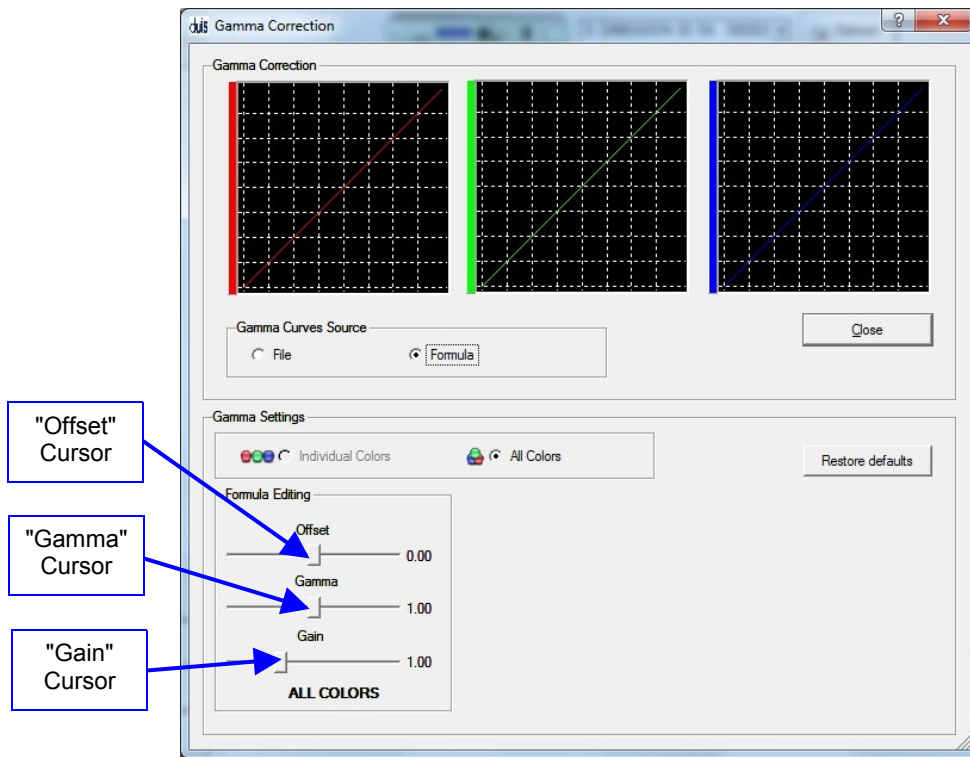 duis Gamma Correction
?
Gamma Correction
Gamma Curves Source
File
Formula
Close
Gamma Settings
Individual Colors
All Colors
Restore defaults
Formula Editing
Offset
0.00
Gamma
1.00
Gain
1.00
ALL COLORS
"Offset"
Cursor
"Gamma"
Cursor
"Gain"
Cursor